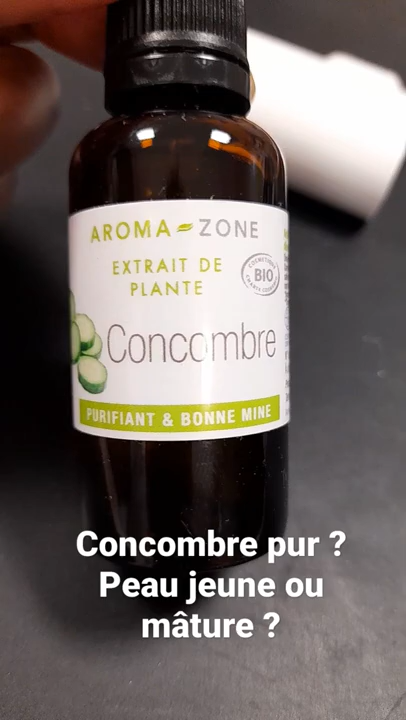 AROMA-ZONE
EXTRAIT DE
PLANTE
BIO
Concombre
PURIFIANT & BONNE MINE
Concombre pur ?
Peau jeune ou
mâture ?